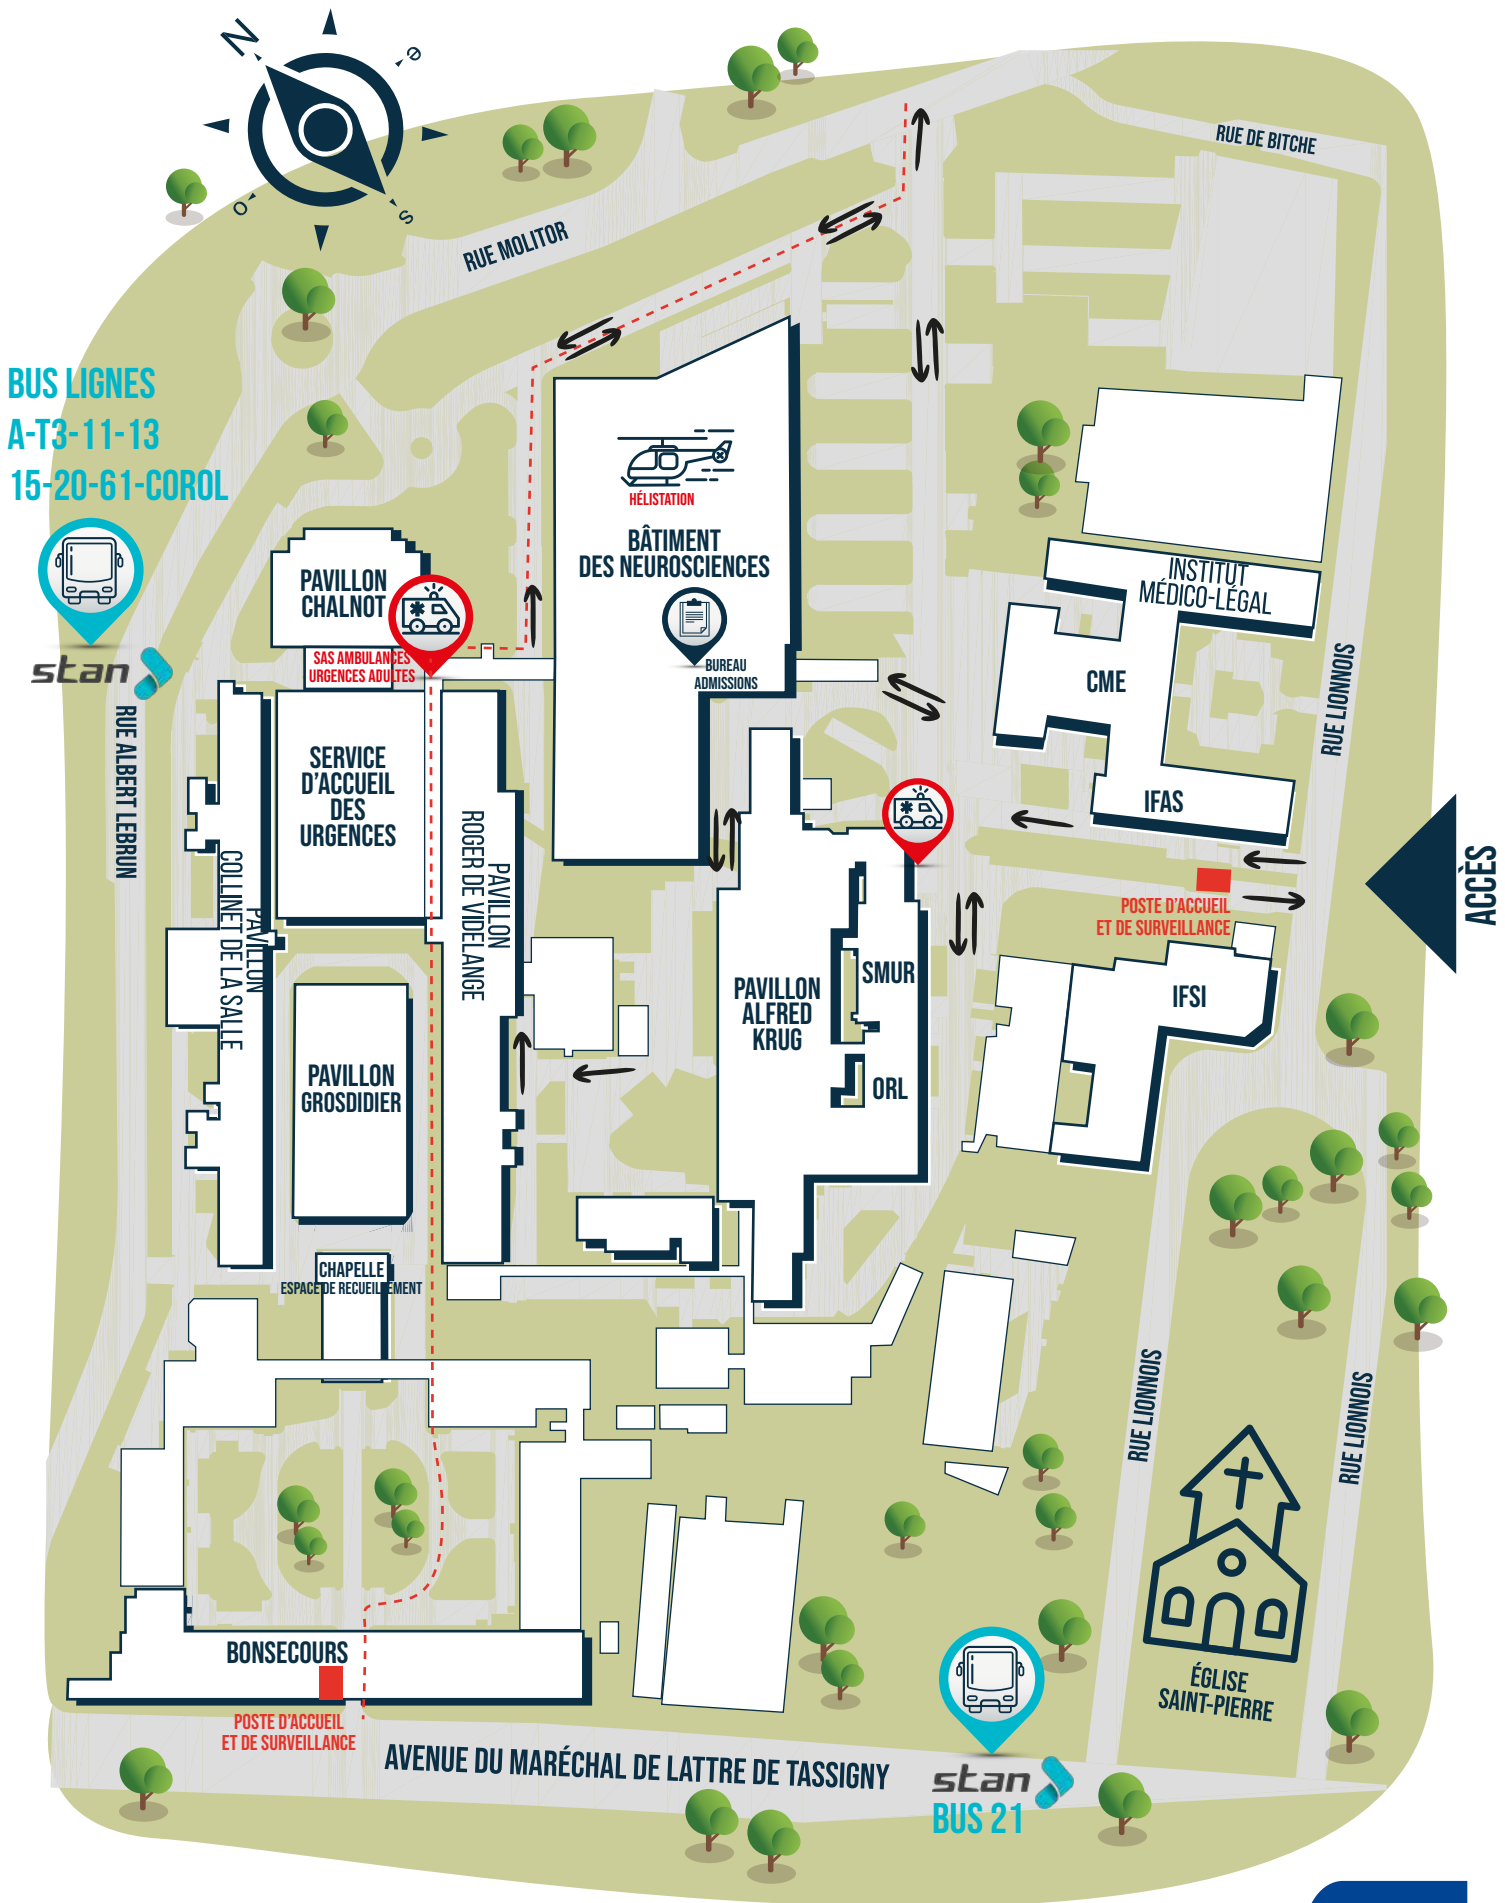 N
e
o
s
RUE DE BITCHE
RUE MOLITOR
BUS LIGNES
A-T3-11-13
15-20-61-COROL
stan
RUE ALBERT LEBRUN
HÉLISTATION
BÂTIMENT
DES NEUROSCIENCES
BUREAU
ADMISSIONS
PAVILLON
CHALNOT
SAS AMBULANCES
URGENCES ADULTES
INSTITUT
MÉDICO-LÉGAL
CME
RUE LIONNOIS
IFAS
SERVICE
D'ACCUEIL
DES
URGENCES
PAVILLON
ROGER DE VIDELANGE
PAVILLON
COLLINET DE LA SALLE
ACCÈS
POSTE D'ACCUEIL
ET DE SURVEILLANCE
PAVILLON
ALFRED
KRUG
SMUR
ORL
IFSI
PAVILLON
GROSDIDIER
CHAPELLE
ESPACE DE RECUEILLEMENT
RUE LIONNOIS
RUE LIONNOIS
BONSECOURS
POSTE D'ACCUEIL
ET DE SURVEILLANCE
ÉGLISE
SAINT-PIERRE
AVENUE DU MARÉCHAL DE LATTRE DE TASSIGNY
stan
BUS 21